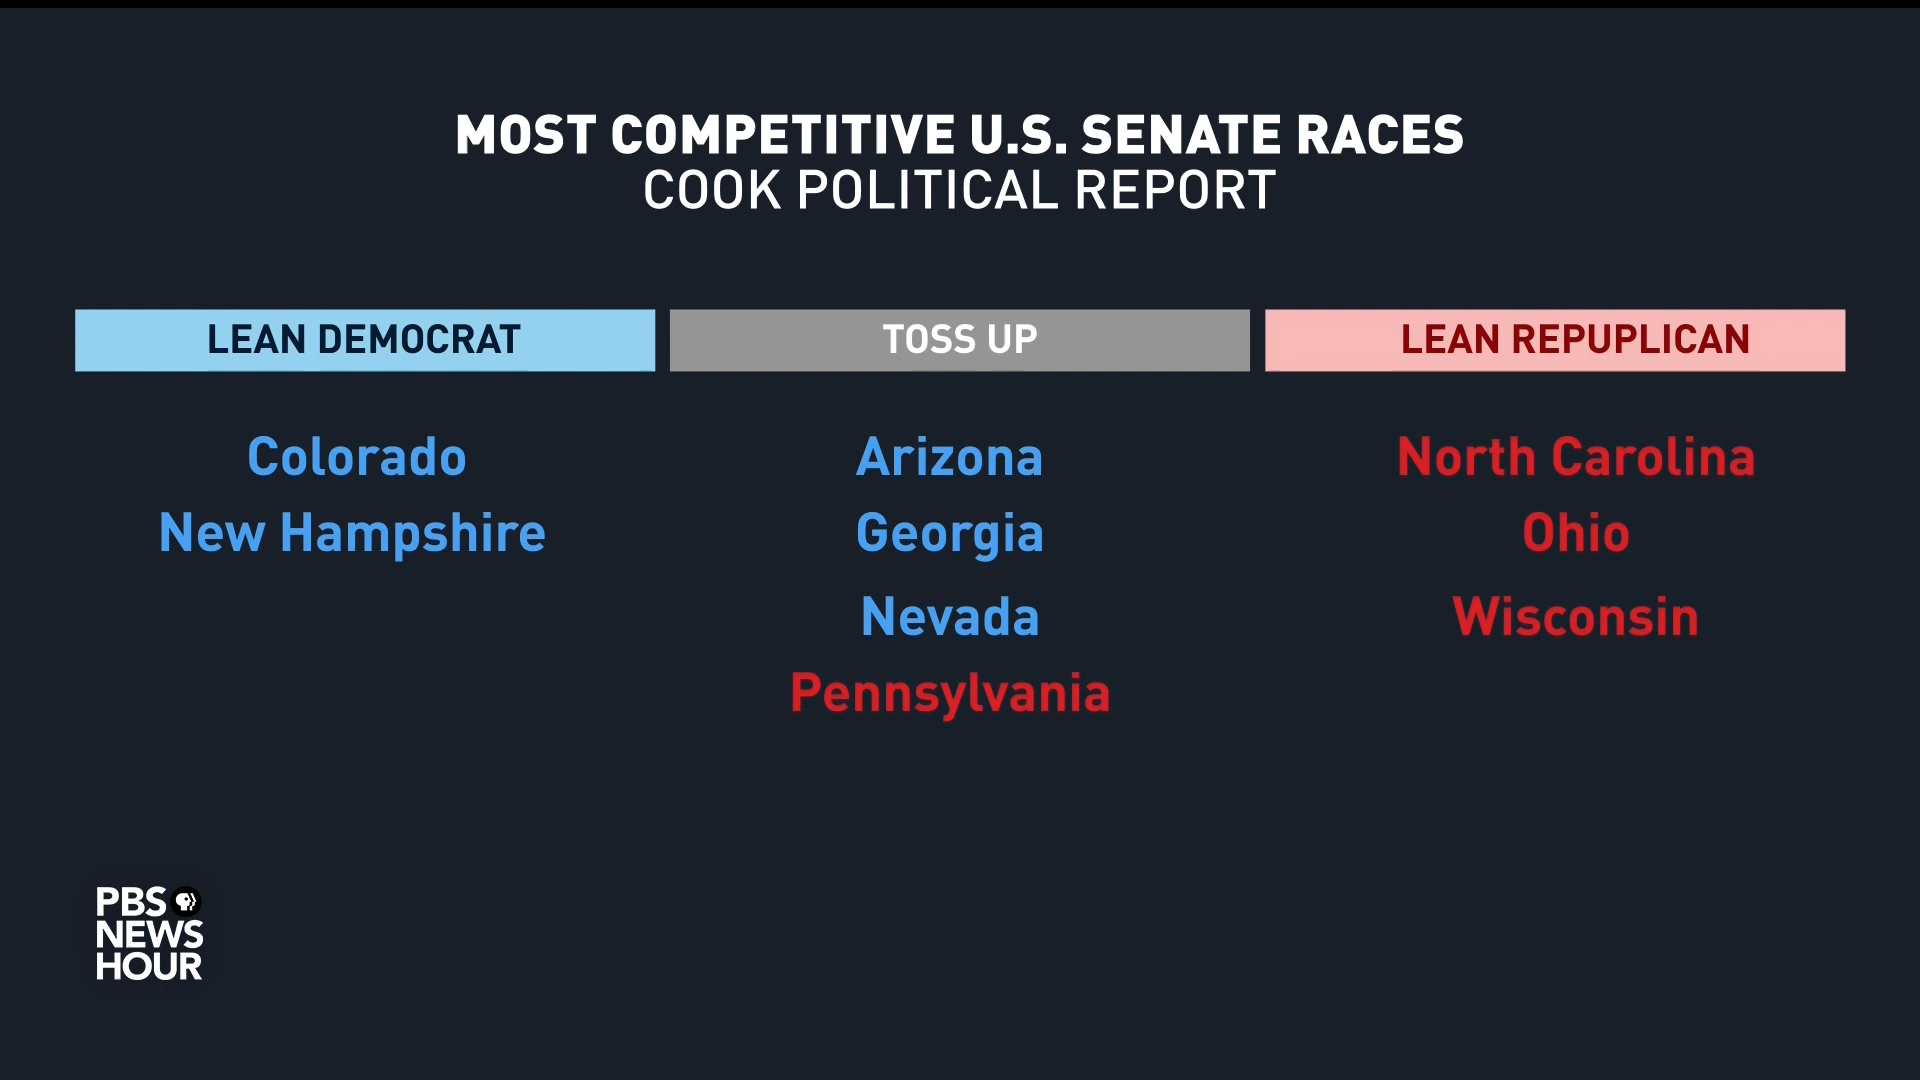 MOST COMPETITIVE U.S. SENATE RACES
COOK POLITICAL REPORT
LEAN DEMOCRAT
Colorado
New Hampshire
TOSS UP
Arizona
Georgia
Nevada
Pennsylvania
LEAN REPUPLICAN
North Carolina
Ohio
Wisconsin
PBS
NEWS
HOUR